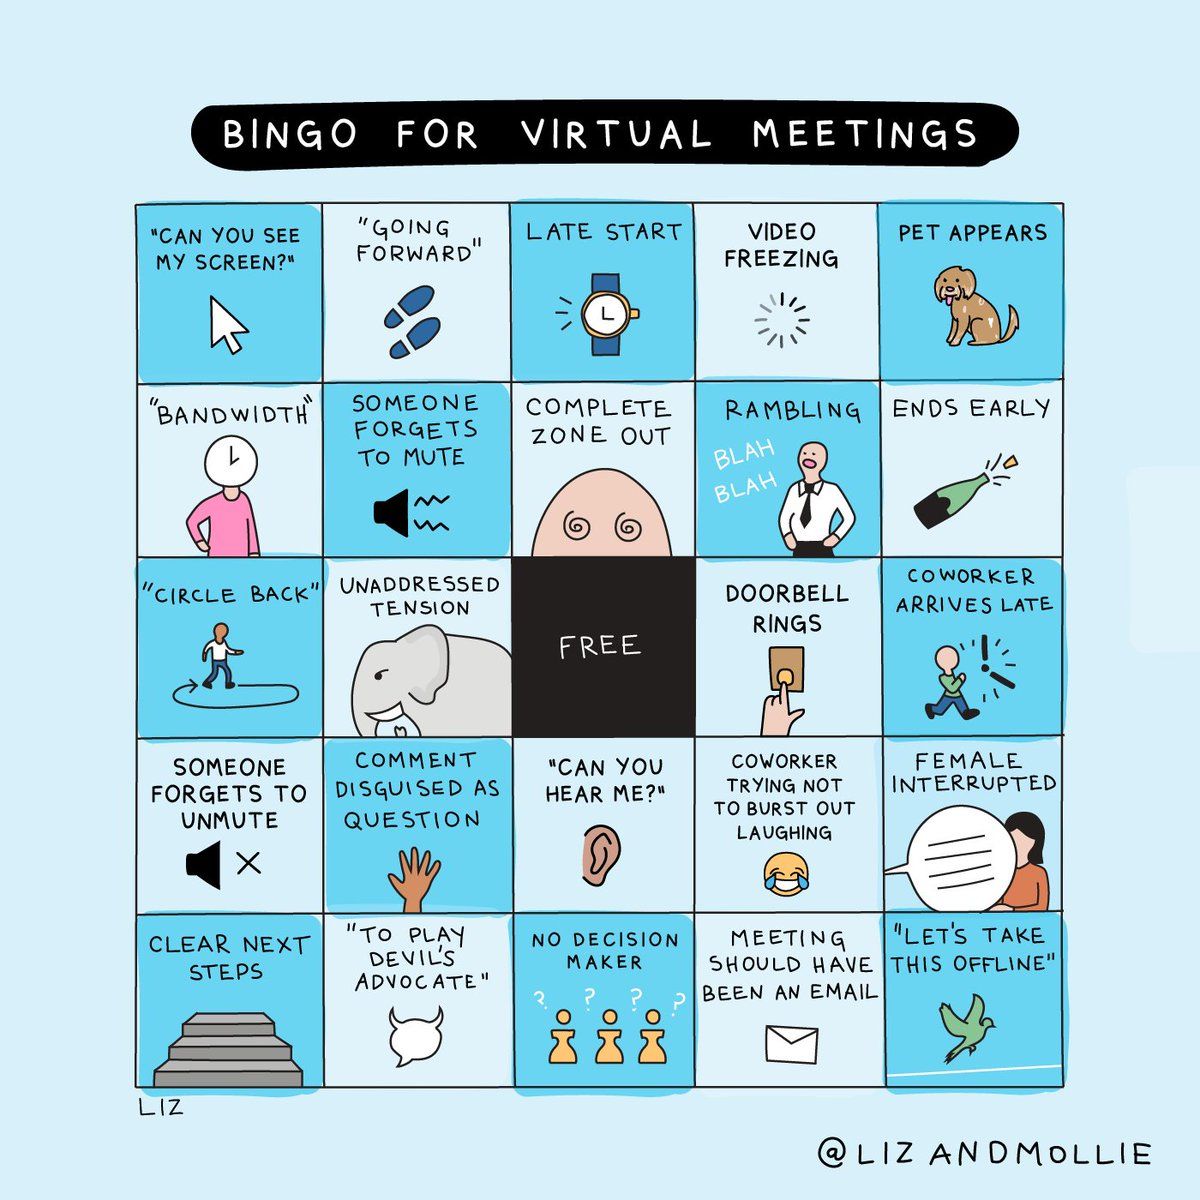 BINGO FOR VIRTUAL MEETINGS
"CAN YOU SEE
MY SCREEN?"
"GOING
FORWARD"
LATE START
VIDEO
FREEZING
PET APPEARS
"BANDWIDTH"
SOMEONE
FORGETS
TO MUTE
COMPLETE
ZONE OUT
RAMBLING
BLAH
BLAH
ENDS EARLY
"CIRCLE BACK"
UNADDRESSED
TENSION
FREE
DOORBELL
RINGS
COWORKER
ARRIVES LATE
SOMEONE
FORGETS TO
UNMUTE
COMMENT
DISGUISED AS
QUESTION
"CAN YOU
HEAR ME?"
COWORKER
TRYING NOT
TO BURST OUT
LAUGHING
FEMALE
INTERRUPTED
CLEAR NEXT
STEPS
"TO PLAY
DEVIL'S
ADVOCATE"
NO DECISION
MAKER
? ? ? ?
MEETING
SHOULD HAVE
BEEN AN EMAIL
"LET'S TAKE
THIS OFFLINE"
LIZ
@LIZANDMOLLIE